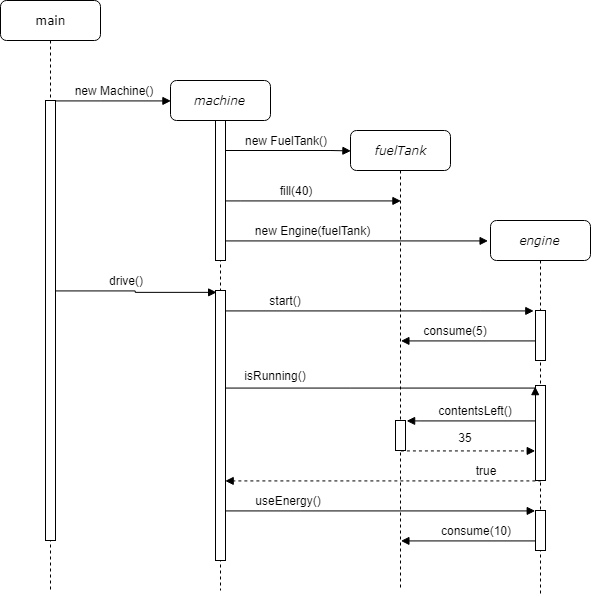 main
new Machine()
machine
new FuelTank()
fuelTank
fill(40)
new Engine(fuelTank)
engine
drive()
start()
consume(5)
isRunning()
contentsLeft()
35
true
useEnergy()
consume(10)